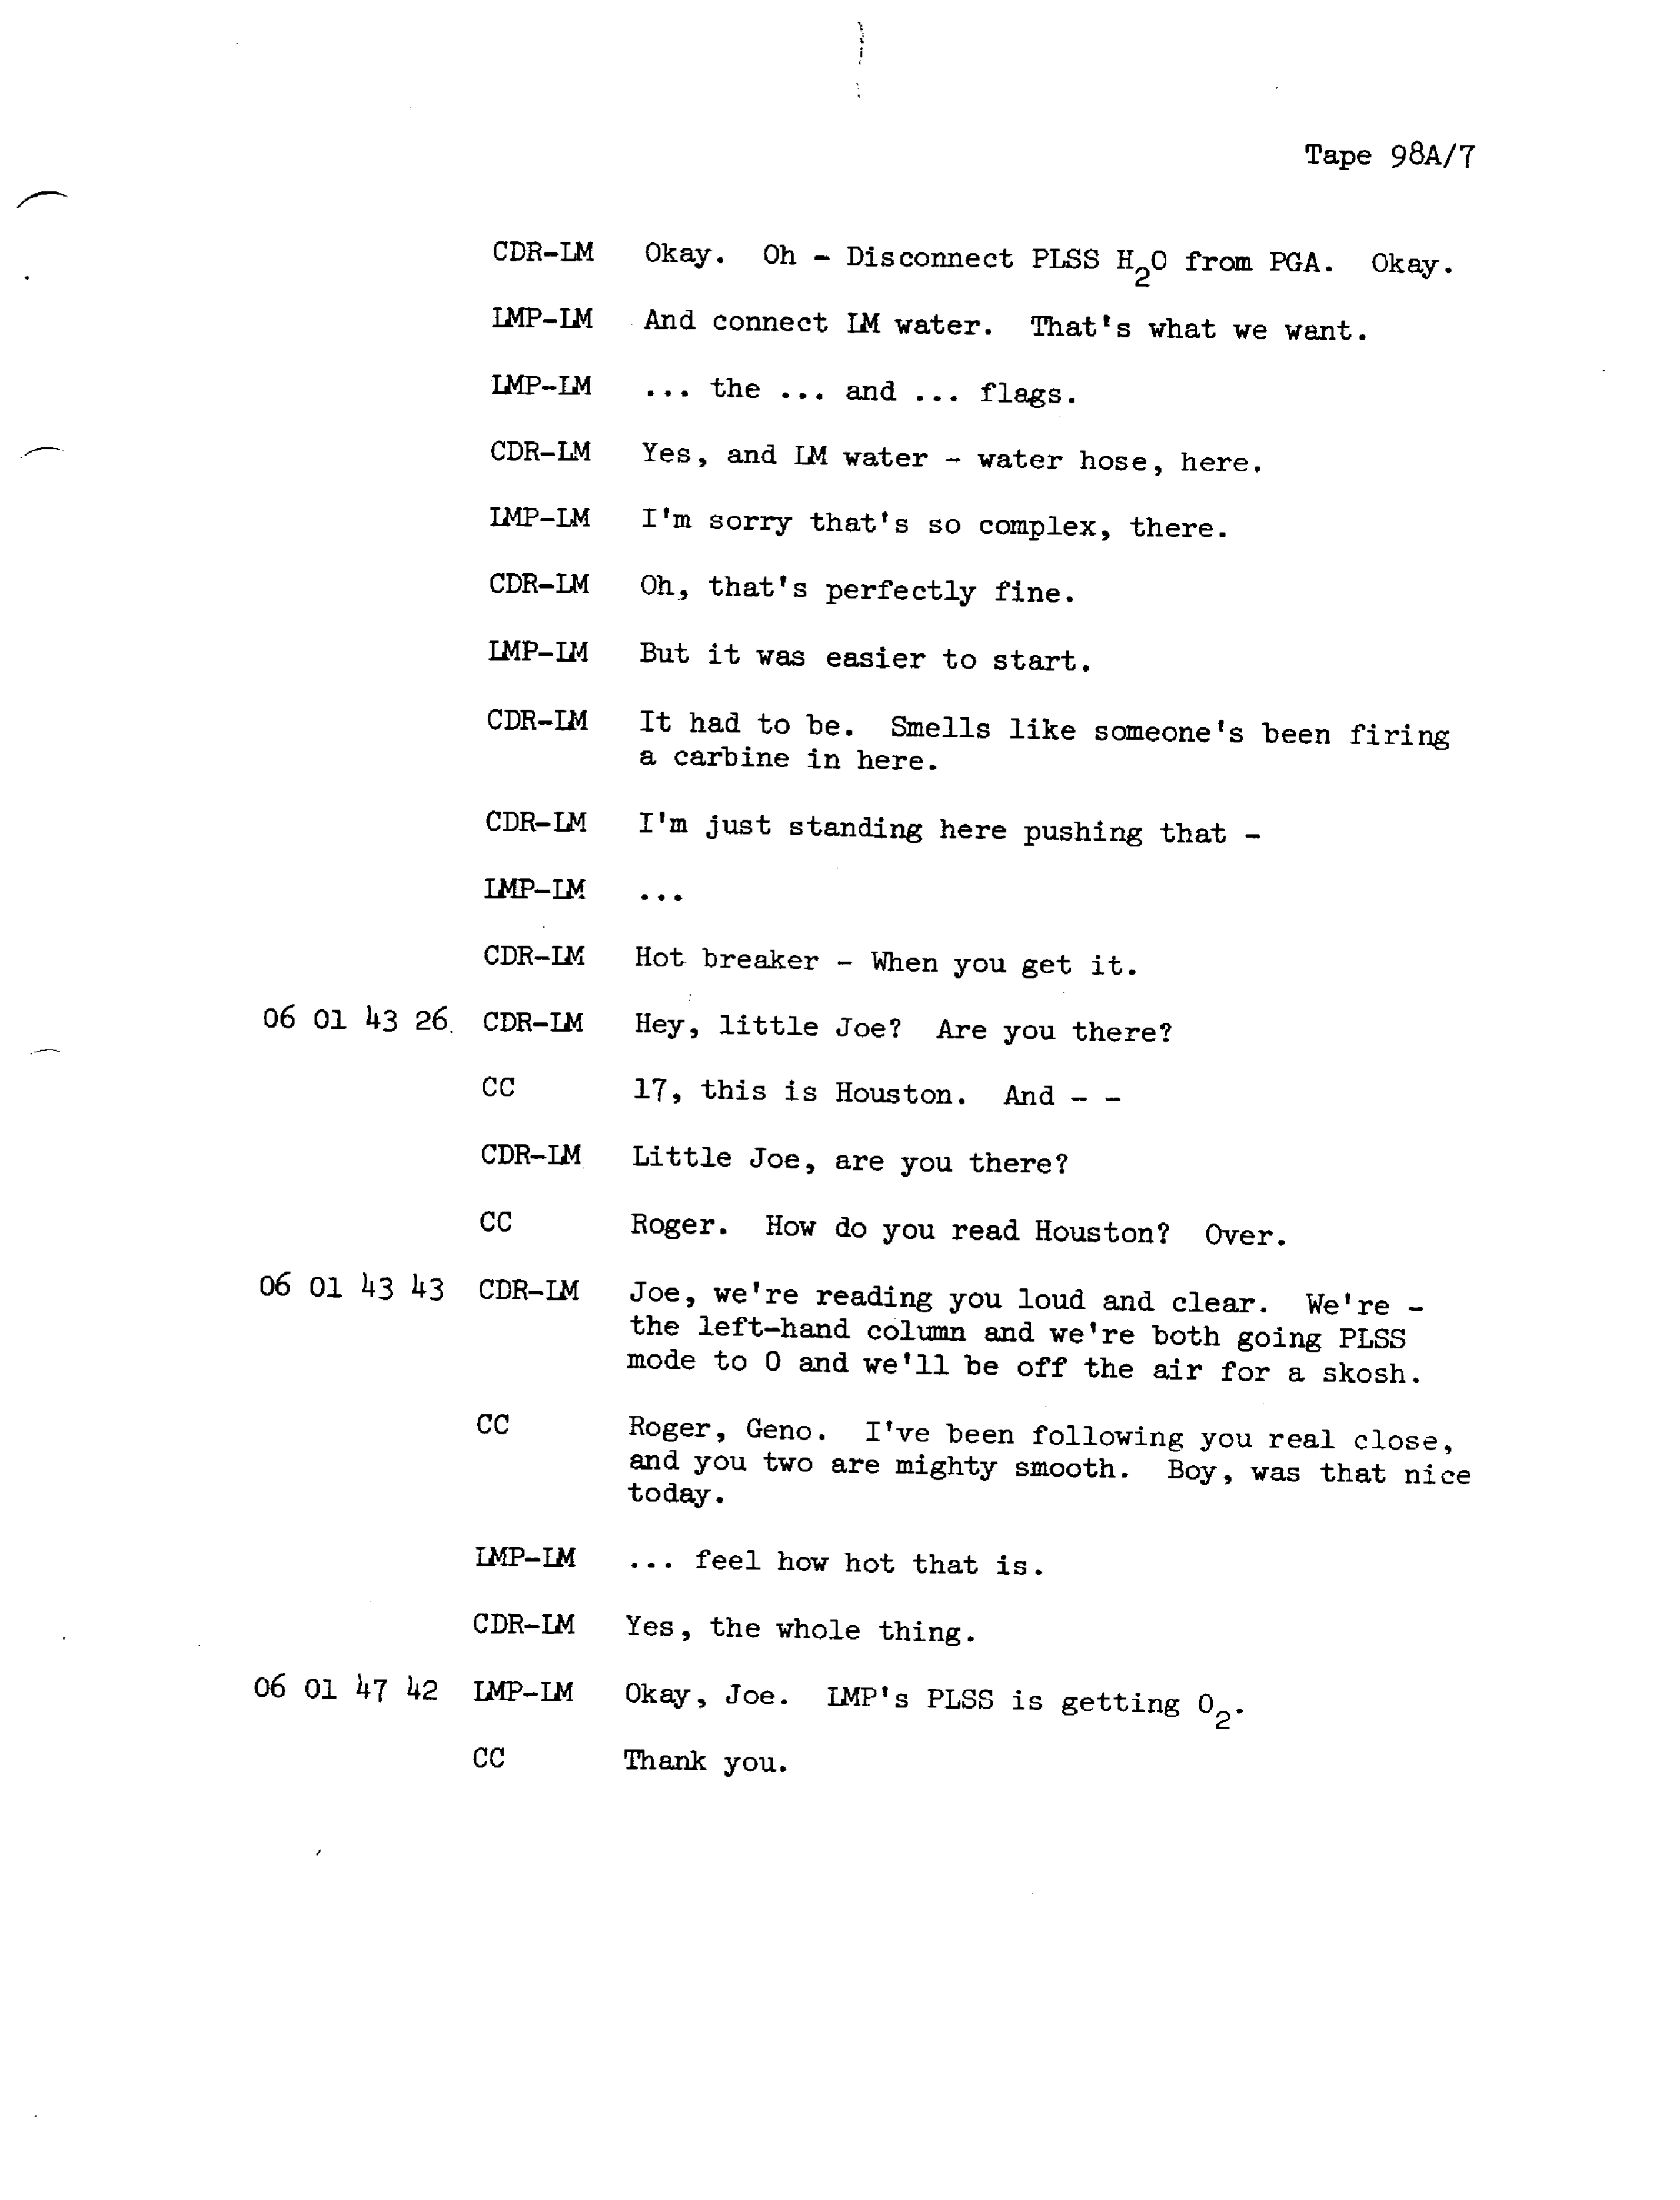 Tape 98A/7
CDR-LM Okay. Oh - Disconnect PLSS H2O from PGA. Okay.
LMP-LM And connect LM water. That's what we want.
LMP-LM ... the ... and ... flags.
CDR-LM Yes, and LM water - water hose, here.
LMP-LM I'm sorry that's so complex, there.
CDR-LM Oh, that's perfectly fine.
LMP-LM But it was easier to start.
CDR-LM It had to be. Smells like someone's been firing
a carbine in here.
CDR-LM I'm just standing here pushing that -
LMP-LM ...
CDR-LM Hot breaker - When you get it.
06 01 43 26 CDR-LM Hey, little Joe? Are you there?
CC 17, this is Houston. And - -
CDR-LM Little Joe, are you there?
CC Roger. How do you read Houston? Over.
06 01 43 43 CDR-LM Joe, we're reading you loud and clear. We're -
the left-hand column and we're both going PLSS
mode to O and we'll be off the air for a skosh.
CC Roger, Geno. I've been following you real close,
and you two are mighty smooth. Boy, was that nice
today.
LMP-LM ... feel how hot that is.
CDR-LM Yes, the whole thing.
06 01 47 42 LMP-LM Okay, Joe. LMP's PLSS is getting O2.
CC Thank you.